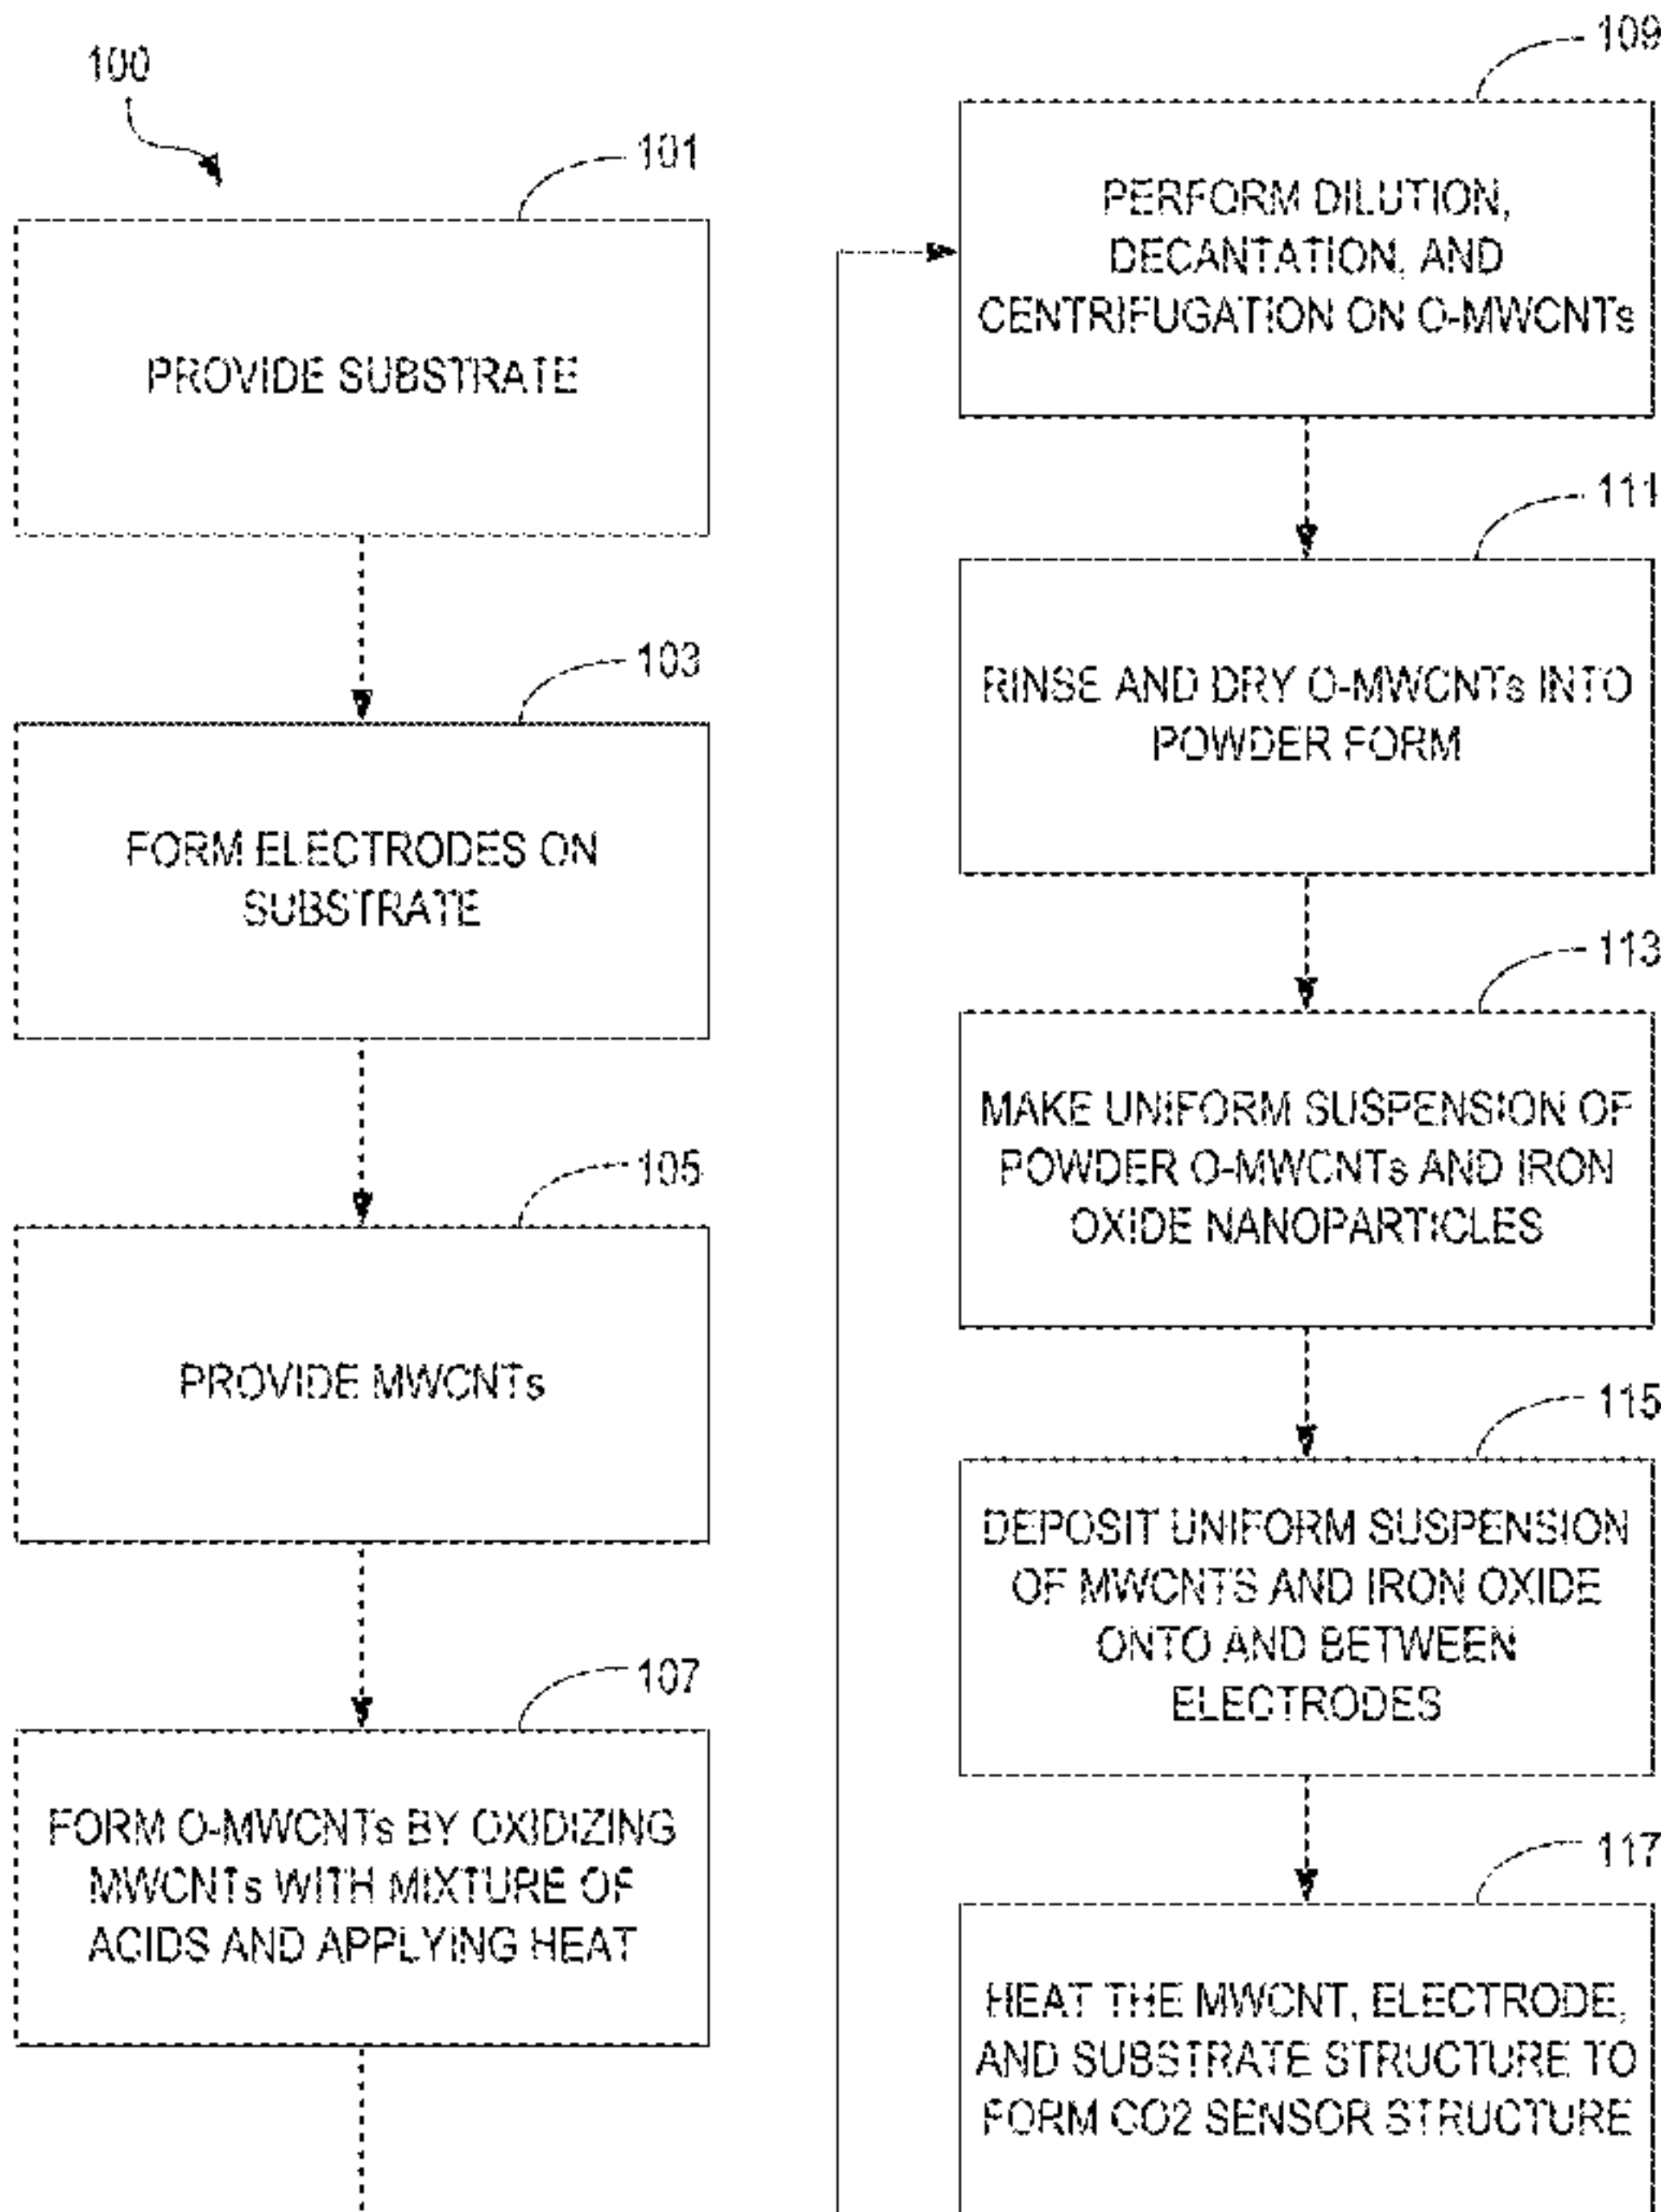 100
101
PROVIDE SUBSTRATE
103
FORM ELECTRODES ON
SUBSTRATE
105
PROVIDE MWCNTs
107
FORM O-MWCNTs BY OXIDIZING
MWCNTs WITH MIXTURE OF
ACIDS AND APPLYING HEAT
109
PERFORM DILUTION,
DECANTATION, AND
CENTRIFUGATION ON O-MWCNTs
111
RINSE AND DRY O-MWCNTs INTO
POWDER FORM
113
MAKE UNIFORM SUSPENSION OF
POWDER O-MWCNTs AND IRON
OXIDE NANOPARTICLES
115
DEPOSIT UNIFORM SUSPENSION
OF MWCNTS AND IRON OXIDE
ONTO AND BETWEEN
ELECTRODES
117
HEAT THE MWCNT, ELECTRODE,
AND SUBSTRATE STRUCTURE TO
FORM CO2 SENSOR STRUCTURE